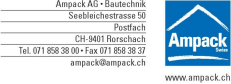 Ampack AG • Bautechnik
Seebleichestrasse 50
Postfach
CH-9401 Rorschach
Tel. 071 858 38 00 • Fax 071 858 38 37
ampack@ampack.ch
Ampack
Swiss
www.ampack.ch